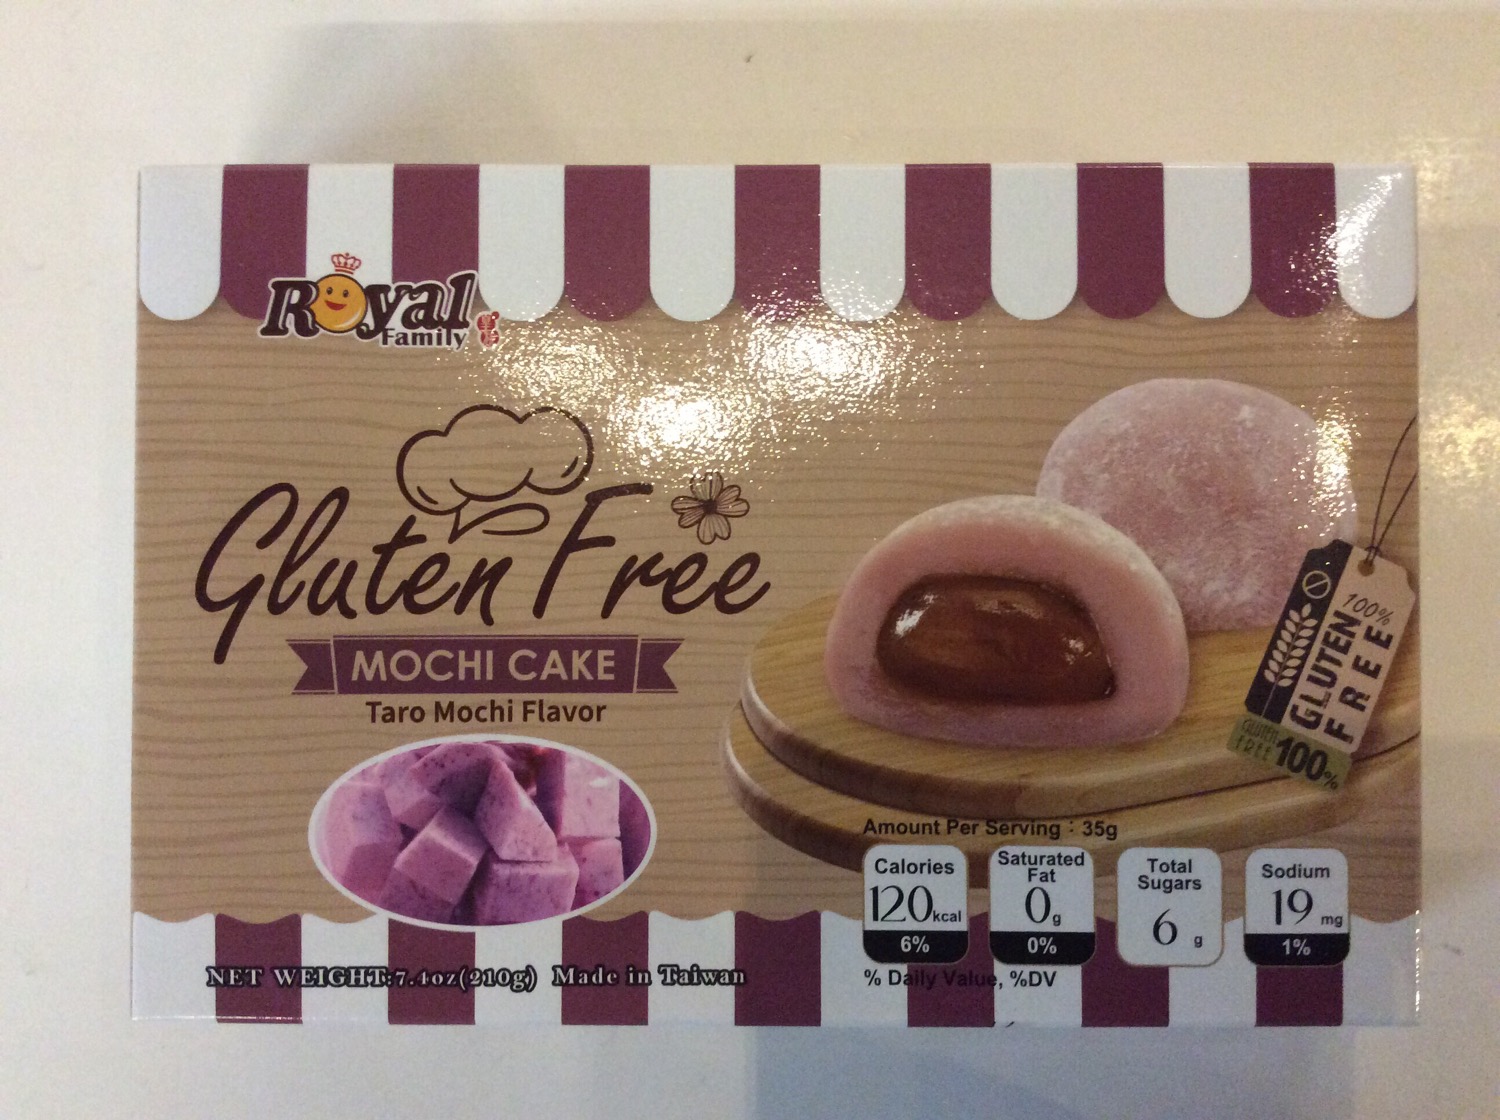 Royal
Family
Gluten Free
MOCHI CAKE
Taro Mochi Flavor
100%
GLUTEN
FREE
GLUTEN
FREE 100%
Amount Per Serving : 35g
Calories
120kcal
6%
Saturated
Fat
0g
0%
Total
Sugars
6 g
Sodium
19 mg
1%
% Daily Value, %DV
NET WEIGHT:7.4oz(210g) Made in Taiwan